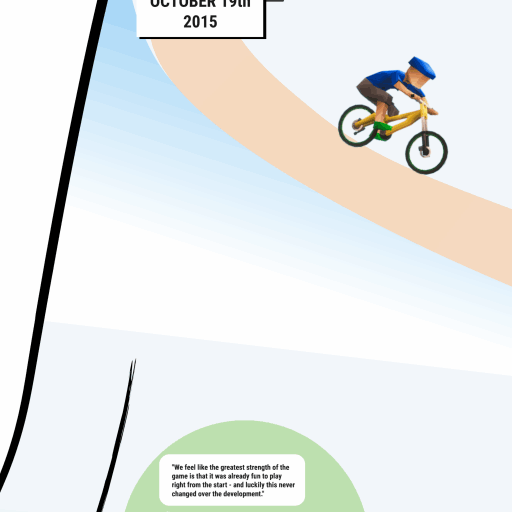 OCTOBER 19th
2015
"We feel like the greatest strength of the
game is that it was already fun to play
right from the start - and luckily this never
changed over the development."